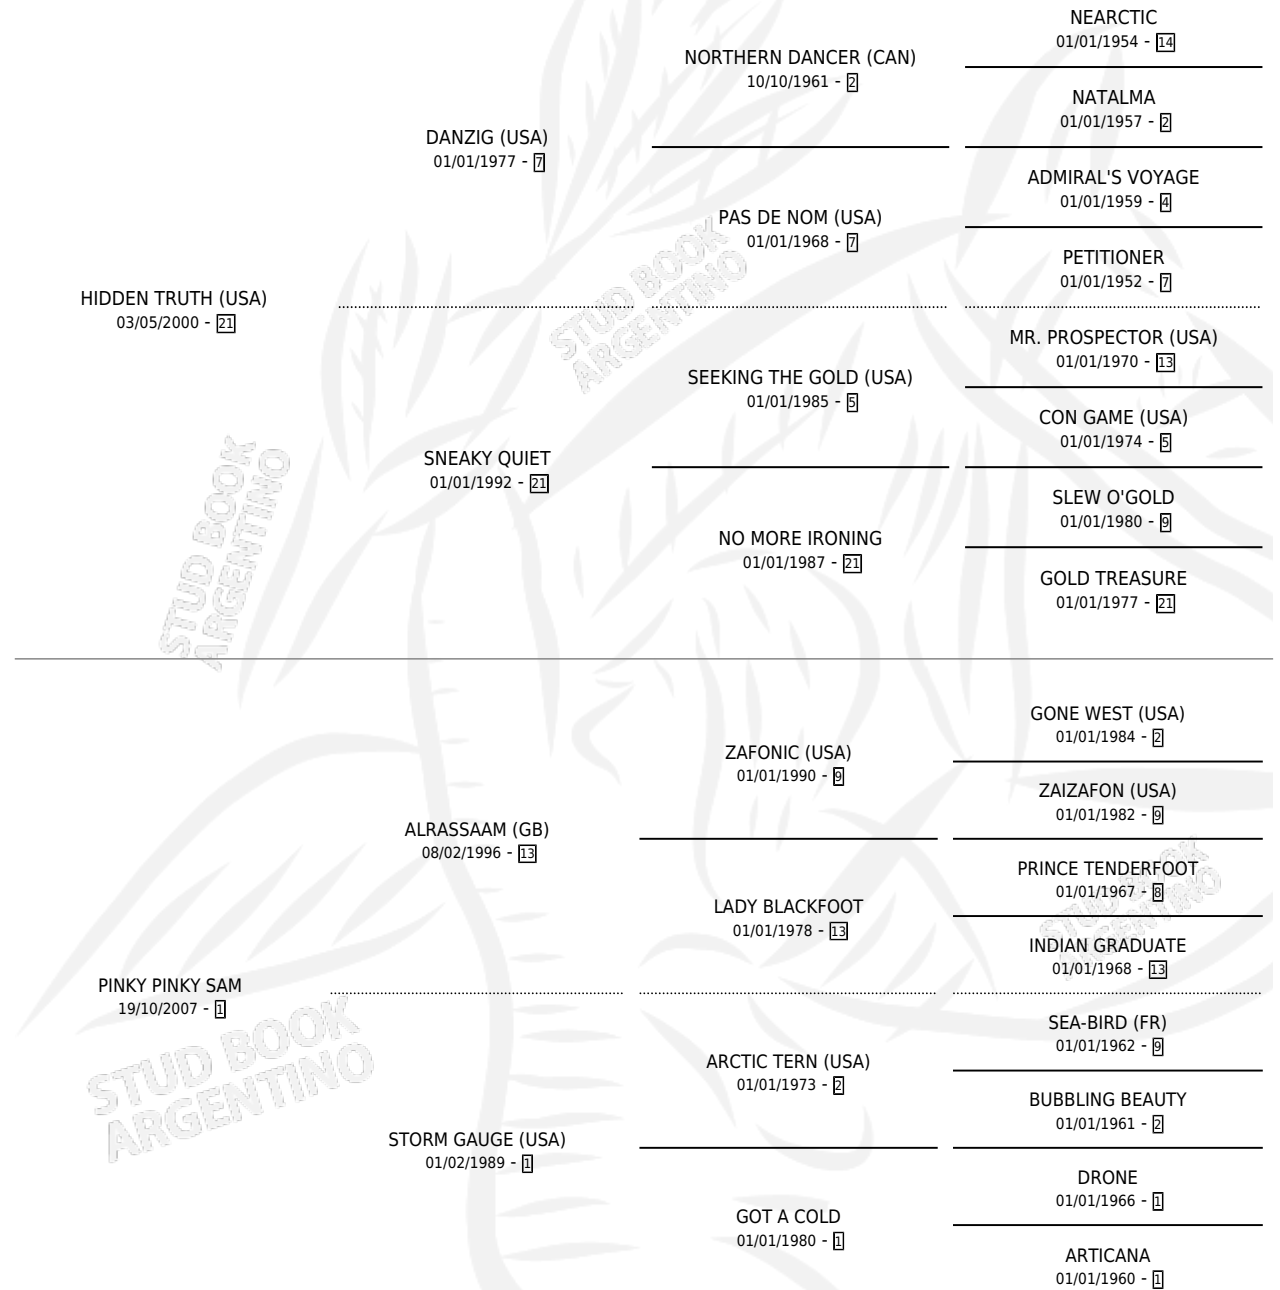 NEARCTIC
01/01/1954 - 14
NORTHERN DANCER (CAN)
10/10/1961 - 2
NATALMA
01/01/1957 - 2
DANZIG (USA)
01/01/1977 - 7
ADMIRAL'S VOYAGE
01/01/1959 - 4
PAS DE NOM (USA)
01/01/1968 - 7
PETITIONER
01/01/1952 - 7
HIDDEN TRUTH (USA)
03/05/2000 - 21
STUD BOOK
ARGENTINO
MR. PROSPECTOR (USA)
01/01/1970 - 13
SEEKING THE GOLD (USA)
01/01/1985 - 5
CON GAME (USA)
01/01/1974 - 5
SNEAKY QUIET
01/01/1992 - 21
SLEW O'GOLD
01/01/1980 - 9
NO MORE IRONING
01/01/1987 - 21
GOLD TREASURE
01/01/1977 - 21
STUD BOOK
ARGENTINO
GONE WEST (USA)
01/01/1984 - 2
ZAFONIC (USA)
01/01/1990 - 9
ZAIZAFON (USA)
01/01/1982 - 9
ALRASSAAM (GB)
08/02/1996 - 13
PRINCE TENDERFOOT
01/01/1967 - 8
LADY BLACKFOOT
01/01/1978 - 13
STUD BOOK
ARGENTINO
INDIAN GRADUATE
01/01/1968 - 13
PINKY PINKY SAM
19/10/2007 - 1
SEA-BIRD (FR)
01/01/1962 - 9
STUD BOOK
ARGENTINO
ARCTIC TERN (USA)
01/01/1973 - 2
BUBBLING BEAUTY
01/01/1961 - 2
STORM GAUGE (USA)
01/02/1989 - 1
DRONE
01/01/1966 - 1
GOT A COLD
01/01/1980 - 1
ARTICANA
01/01/1960 - 1